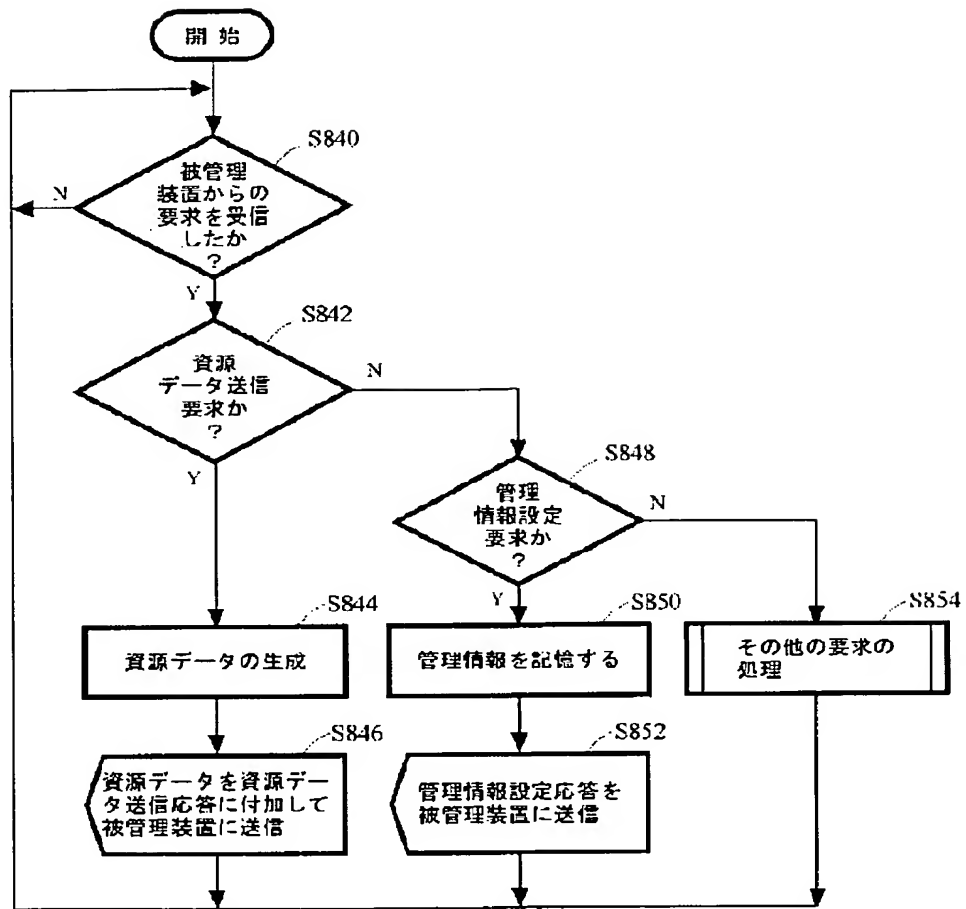 開始
S840
被管理
装置からの
要求を受信
したか
?
N
Y
S842
資源
データ送信
要求か
?
N
Y
S848
管理
情報設定
要求か
?
N
Y
S844
資源データの生成
S850
管理情報を記憶する
S854
その他の要求の
処理
S846
資源データを資源デー
タ送信応答に付加して
被管理装置に送信
S852
管理情報設定応答を
被管理装置に送信